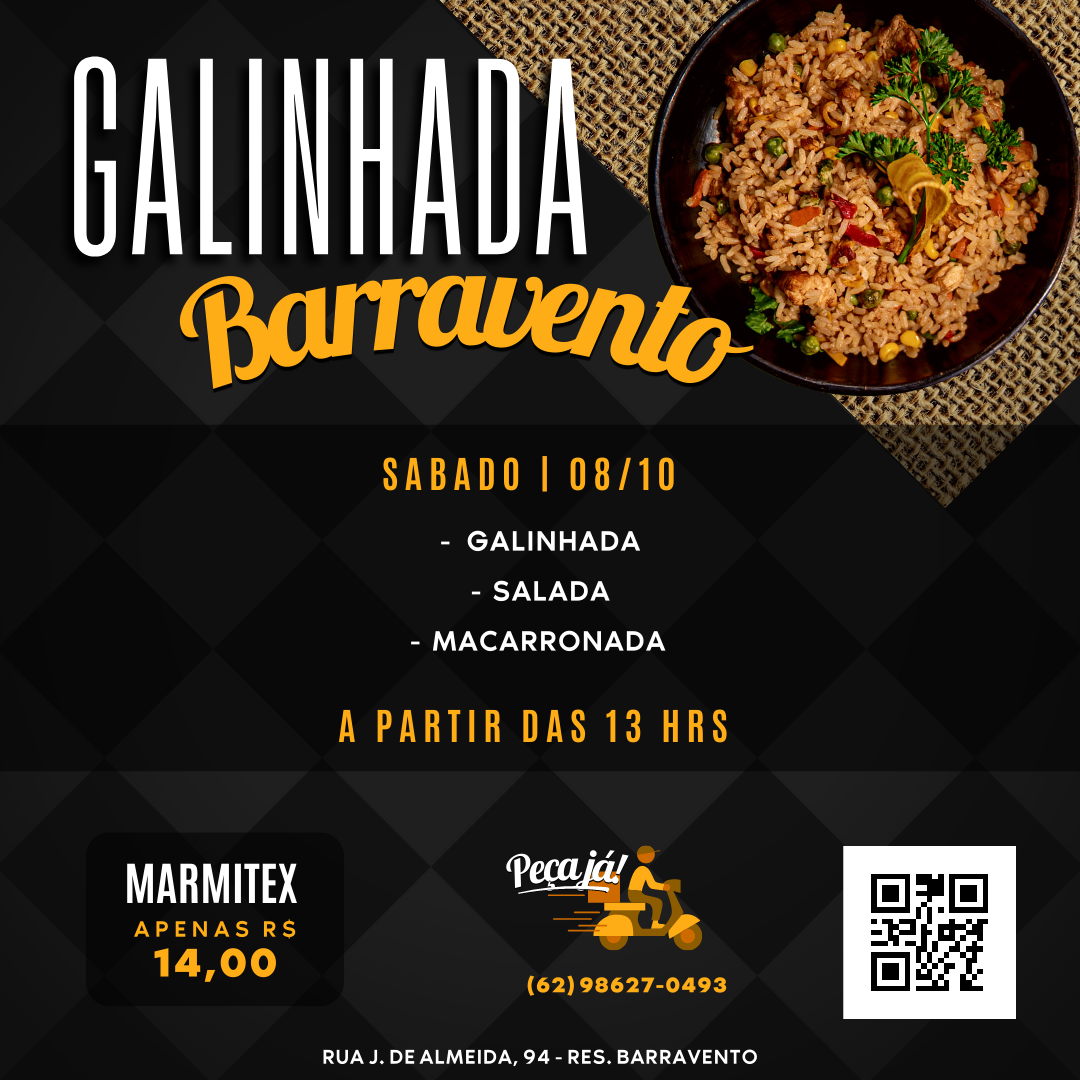 GALINHADA
Barravento
SABADO | 08/10
- GALINHADA
- SALADA
- MACARRONADA
A PARTIR DAS 13 HRS
MARMITEX
APENAS R$
14,00
Peça já!
(62) 98627-0493
RUA J. DE ALMEIDA, 94 - RES. BARRAVENTO